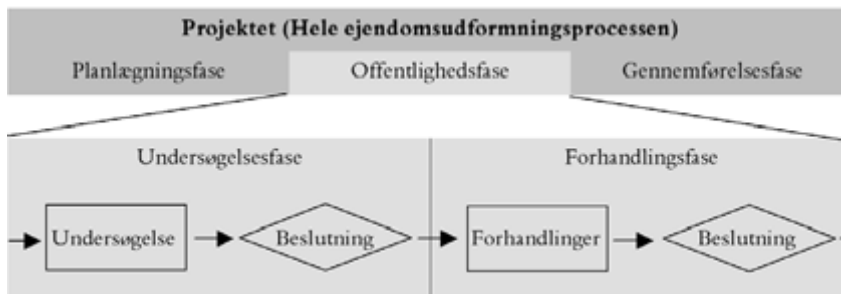 Projektet (Hele ejendomsudformningsprocessen)
Planlægningsfase Offentlighedsfase Gennemførelsesfase
Undersøgelsesfase Forhandlingsfase
Undersøgelse Beslutning Forhandlinger Beslutning